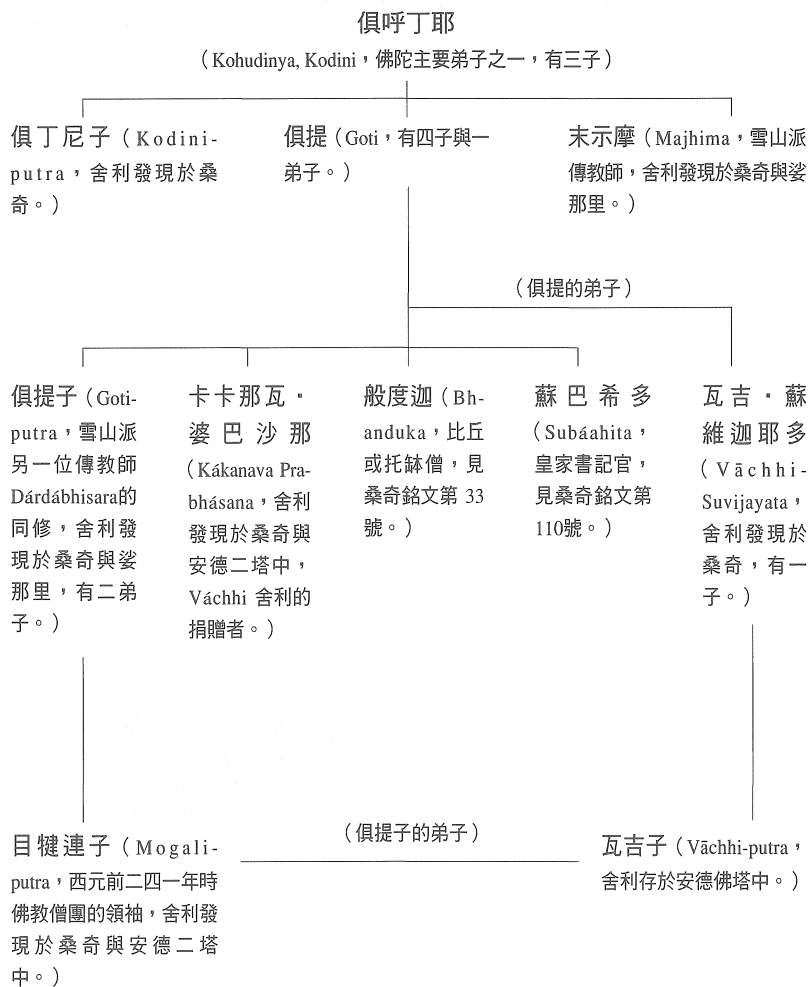 俱呼丁耶
（Kohudinya, Kodini，佛陀主要弟子之一，有三子）
俱丁尼子（Kodini-
putra，舍利發現於桑
奇。）
俱提（Goti，有四子與一
弟子。）
末示摩（Majhima，雪山派
傳教師，舍利發現於桑奇與娑
那里。）
（俱提的弟子）
俱提子（Goti-
putra，雪山派
另一位傳教師
Dárdábhisara的
同修，舍利發
現於桑奇與娑
那里，有二弟
子。）
卡卡那瓦·
婆巴沙那
（Kákanava Pra-
bhásana，舍利
發現於桑奇與
安德二塔中，
Váchhi 舍利的
捐贈者。）
般度迦（Bh-
anduka，比丘
或托缽僧，見
桑奇銘文第 33
號。）
蘇巴希多
（Subáahita，
皇家書記官，
見桑奇銘文第
110號。）
瓦吉·蘇
維迦耶多
（Vāchhi-
Suvijayata，
舍利發現於
桑奇，有一
子。）
目犍連子（Mogali-
putra，西元前二四一年時
佛教僧團的領袖，舍利發
現於桑奇與安德二塔
中。）
（俱提子的弟子）
瓦吉子（Vāchhi-putra，
舍利存於安德佛塔中。）